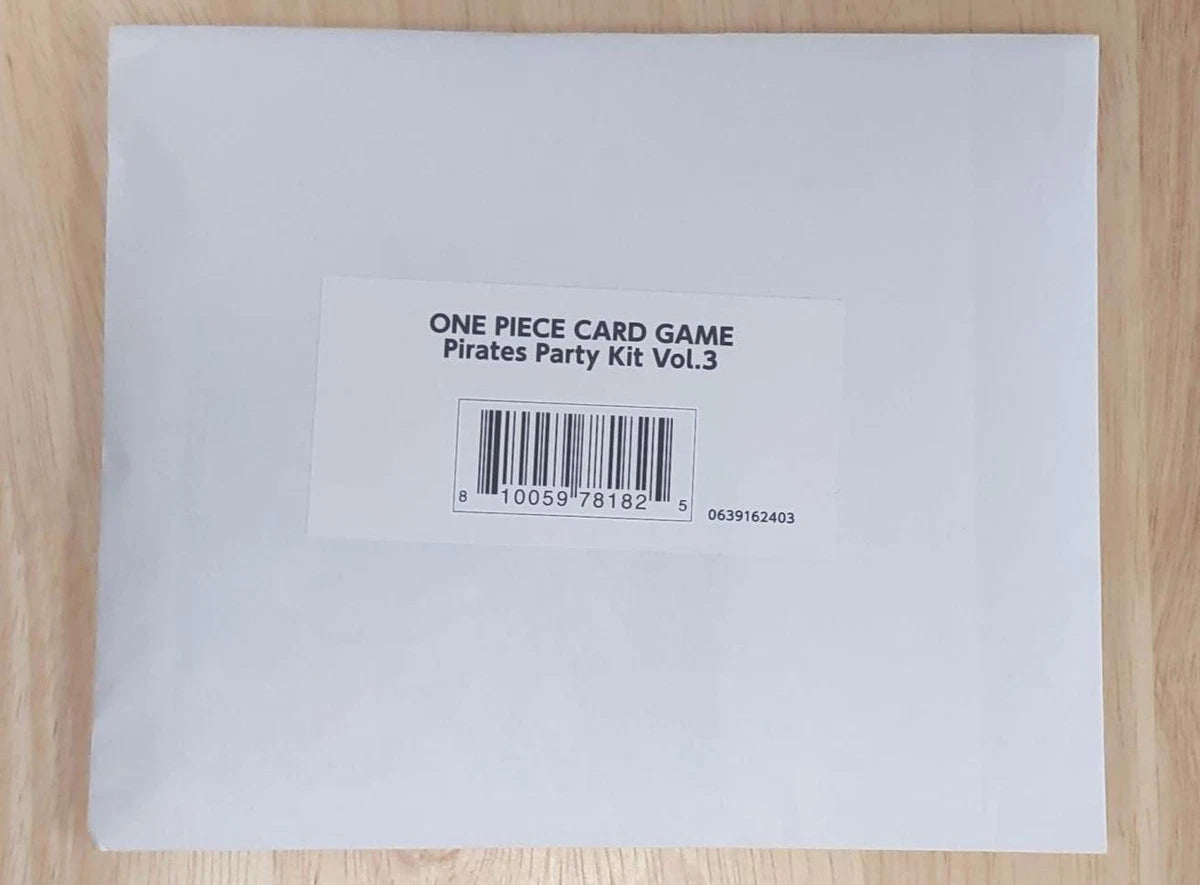 ONE PIECE CARD GAME
Pirates Party Kit Vol.3
8 10059 78182 5
0639162403